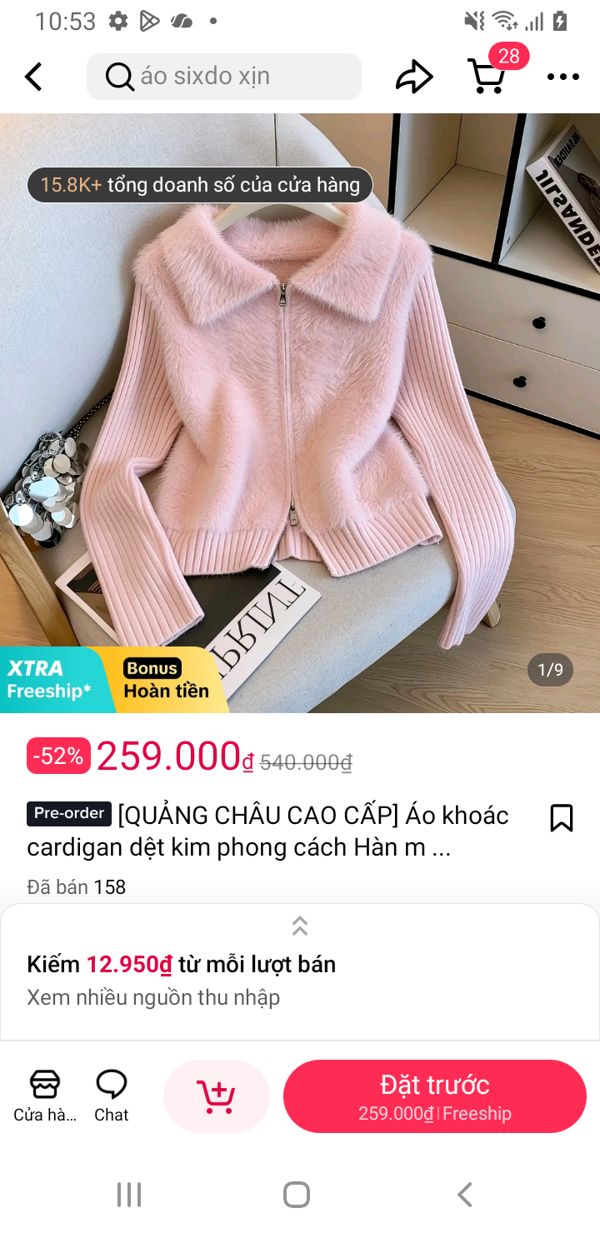 10:53
28
áo sixdo xịn
15.8K+ tổng doanh số của cửa hàng
JILSANDER
PRINT
XTRA
Freeship*
Bonus
Hoàn tiền
1/9
-52% 259.000₫ 540.000₫
Pre-order [QUẢNG CHÂU CAO CẤP] Áo khoác
cardigan dệt kim phong cách Hàn m ...
Đã bán 158
Kiếm 12.950₫ từ mỗi lượt bán
Xem nhiều nguồn thu nhập
Đặt trước
259.000₫|Freeship
Cửa hà... Chat